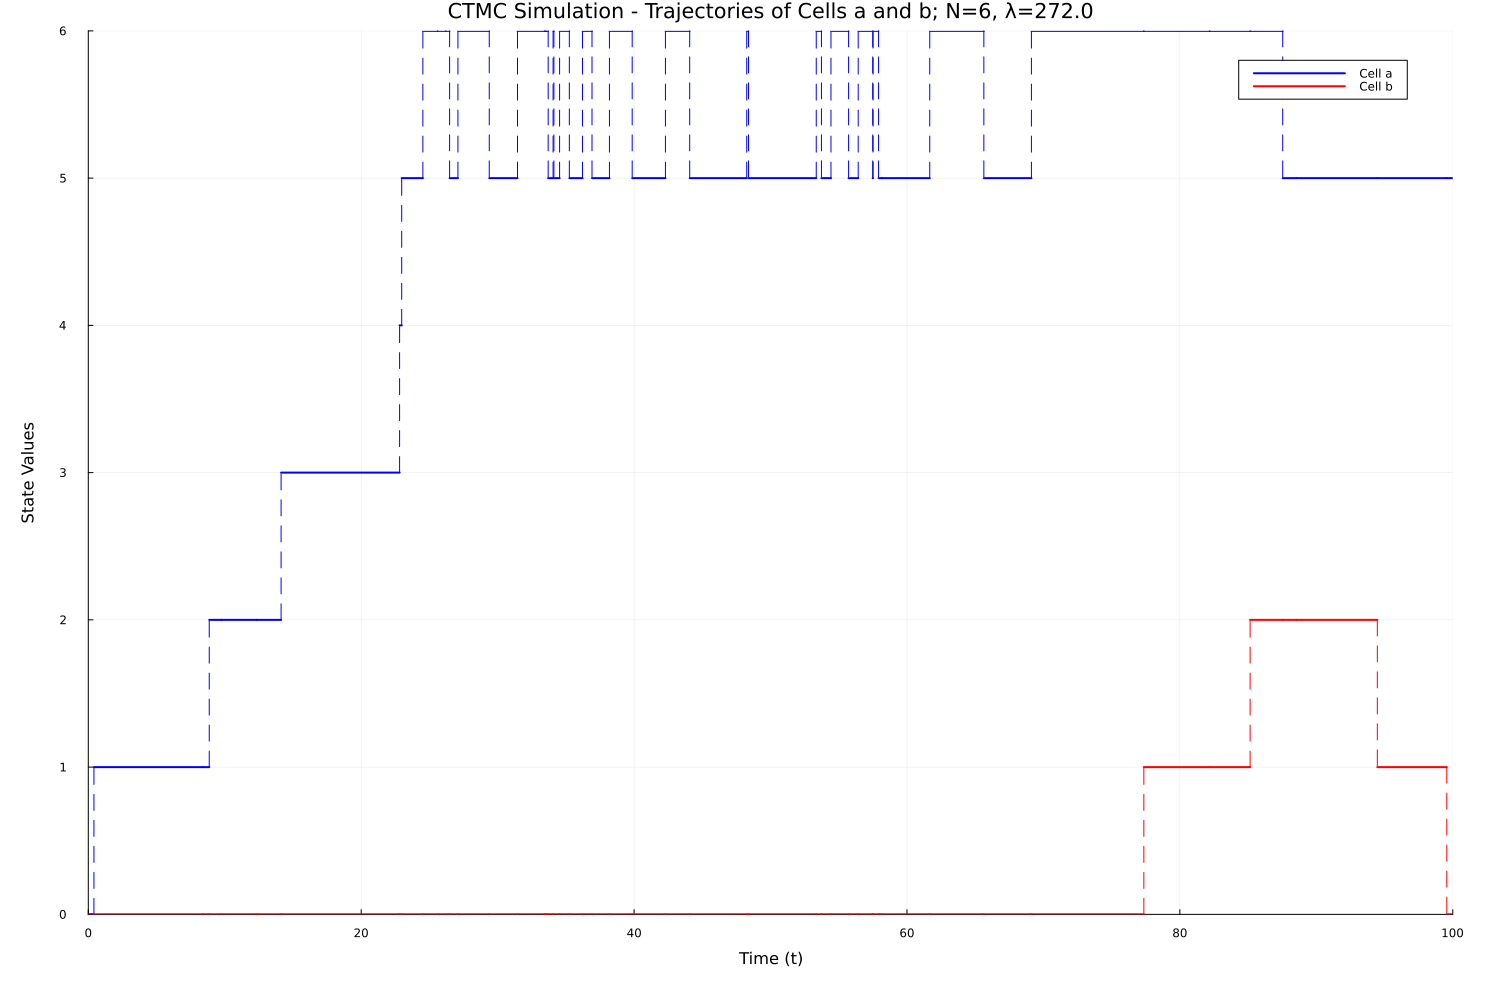 CTMC Simulation - Trajectories of Cells a and b; N=6, λ=272.0
6
Cell a
Cell b
5
4
State Values
3
2
1
0
0 20 40 60 80 100
Time (t)